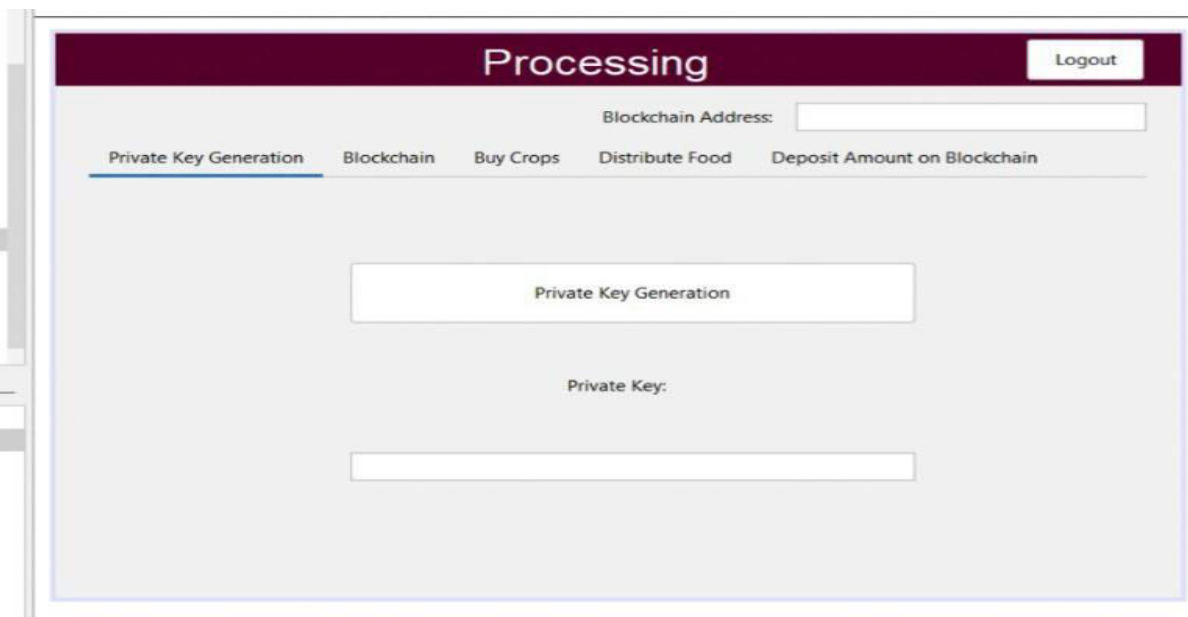 Processing
Logout
Blockchain Address:
Private Key Generation Blockchain Buy Crops Distribute Food Deposit Amount on Blockchain
Private Key Generation
Private Key: